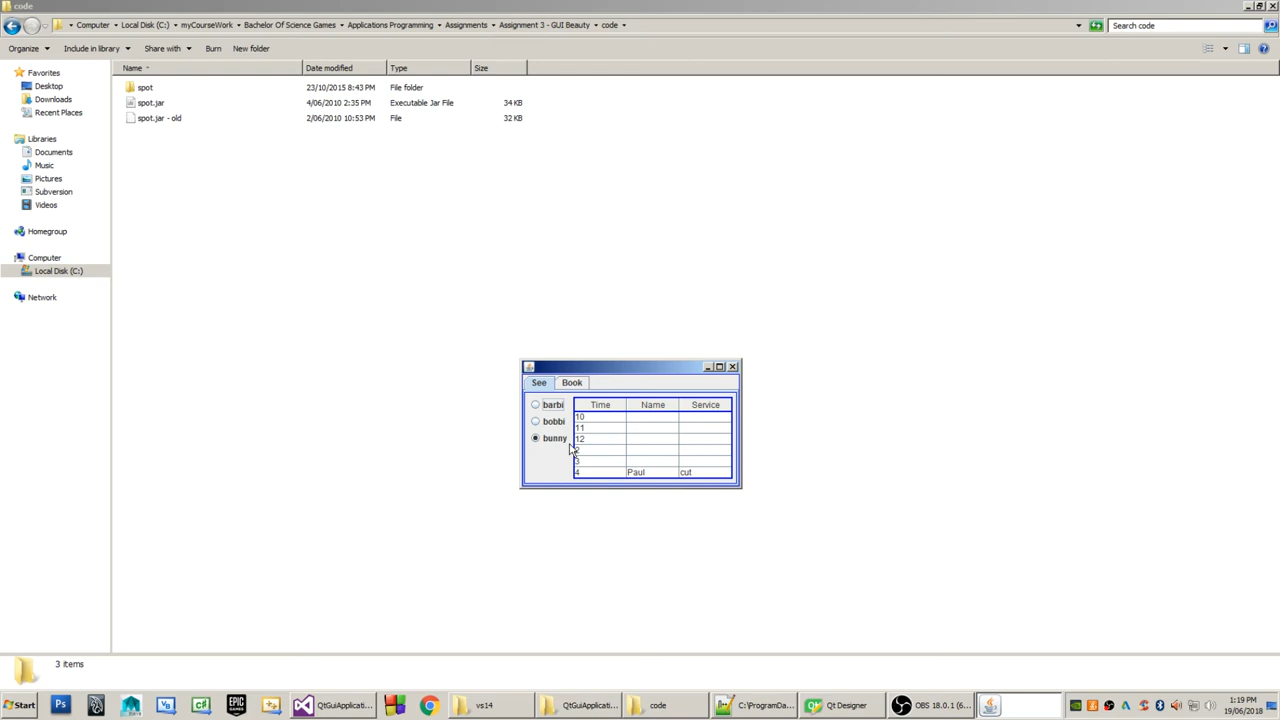 code
Computer ▸ Local Disk (C:) ▸ myCourseWork ▸ Bachelor Of Science Games ▸ Applications Programming ▸ Assignments ▸ Assignment 3 - GUI Beauty ▸ code ▸
Search code
Organize Include in library Share with Burn New folder
Name Date modified Type Size
Favorites
Desktop
Downloads
Recent Places
Libraries
Documents
Music
Pictures
Subversion
Videos
Homegroup
Computer
Local Disk (C:)
Network
spot 23/10/2015 8:43 PM File folder
spot.jar 4/06/2010 2:35 PM Executable Jar File 34 KB
spot.jar - old 2/06/2010 10:53 PM File 32 KB
See Book
barbi
bobbi
bunny
Time Name Service
10
11
12
3
4 Paul cut
3 items
Start Ps VB C# EPIC GAMES QtGuiApplicati... vs14 QtGuiApplicati... code C:\ProgramDa... Qt Designer OBS 18.0.1 (6... 1:19 PM
19/06/2018